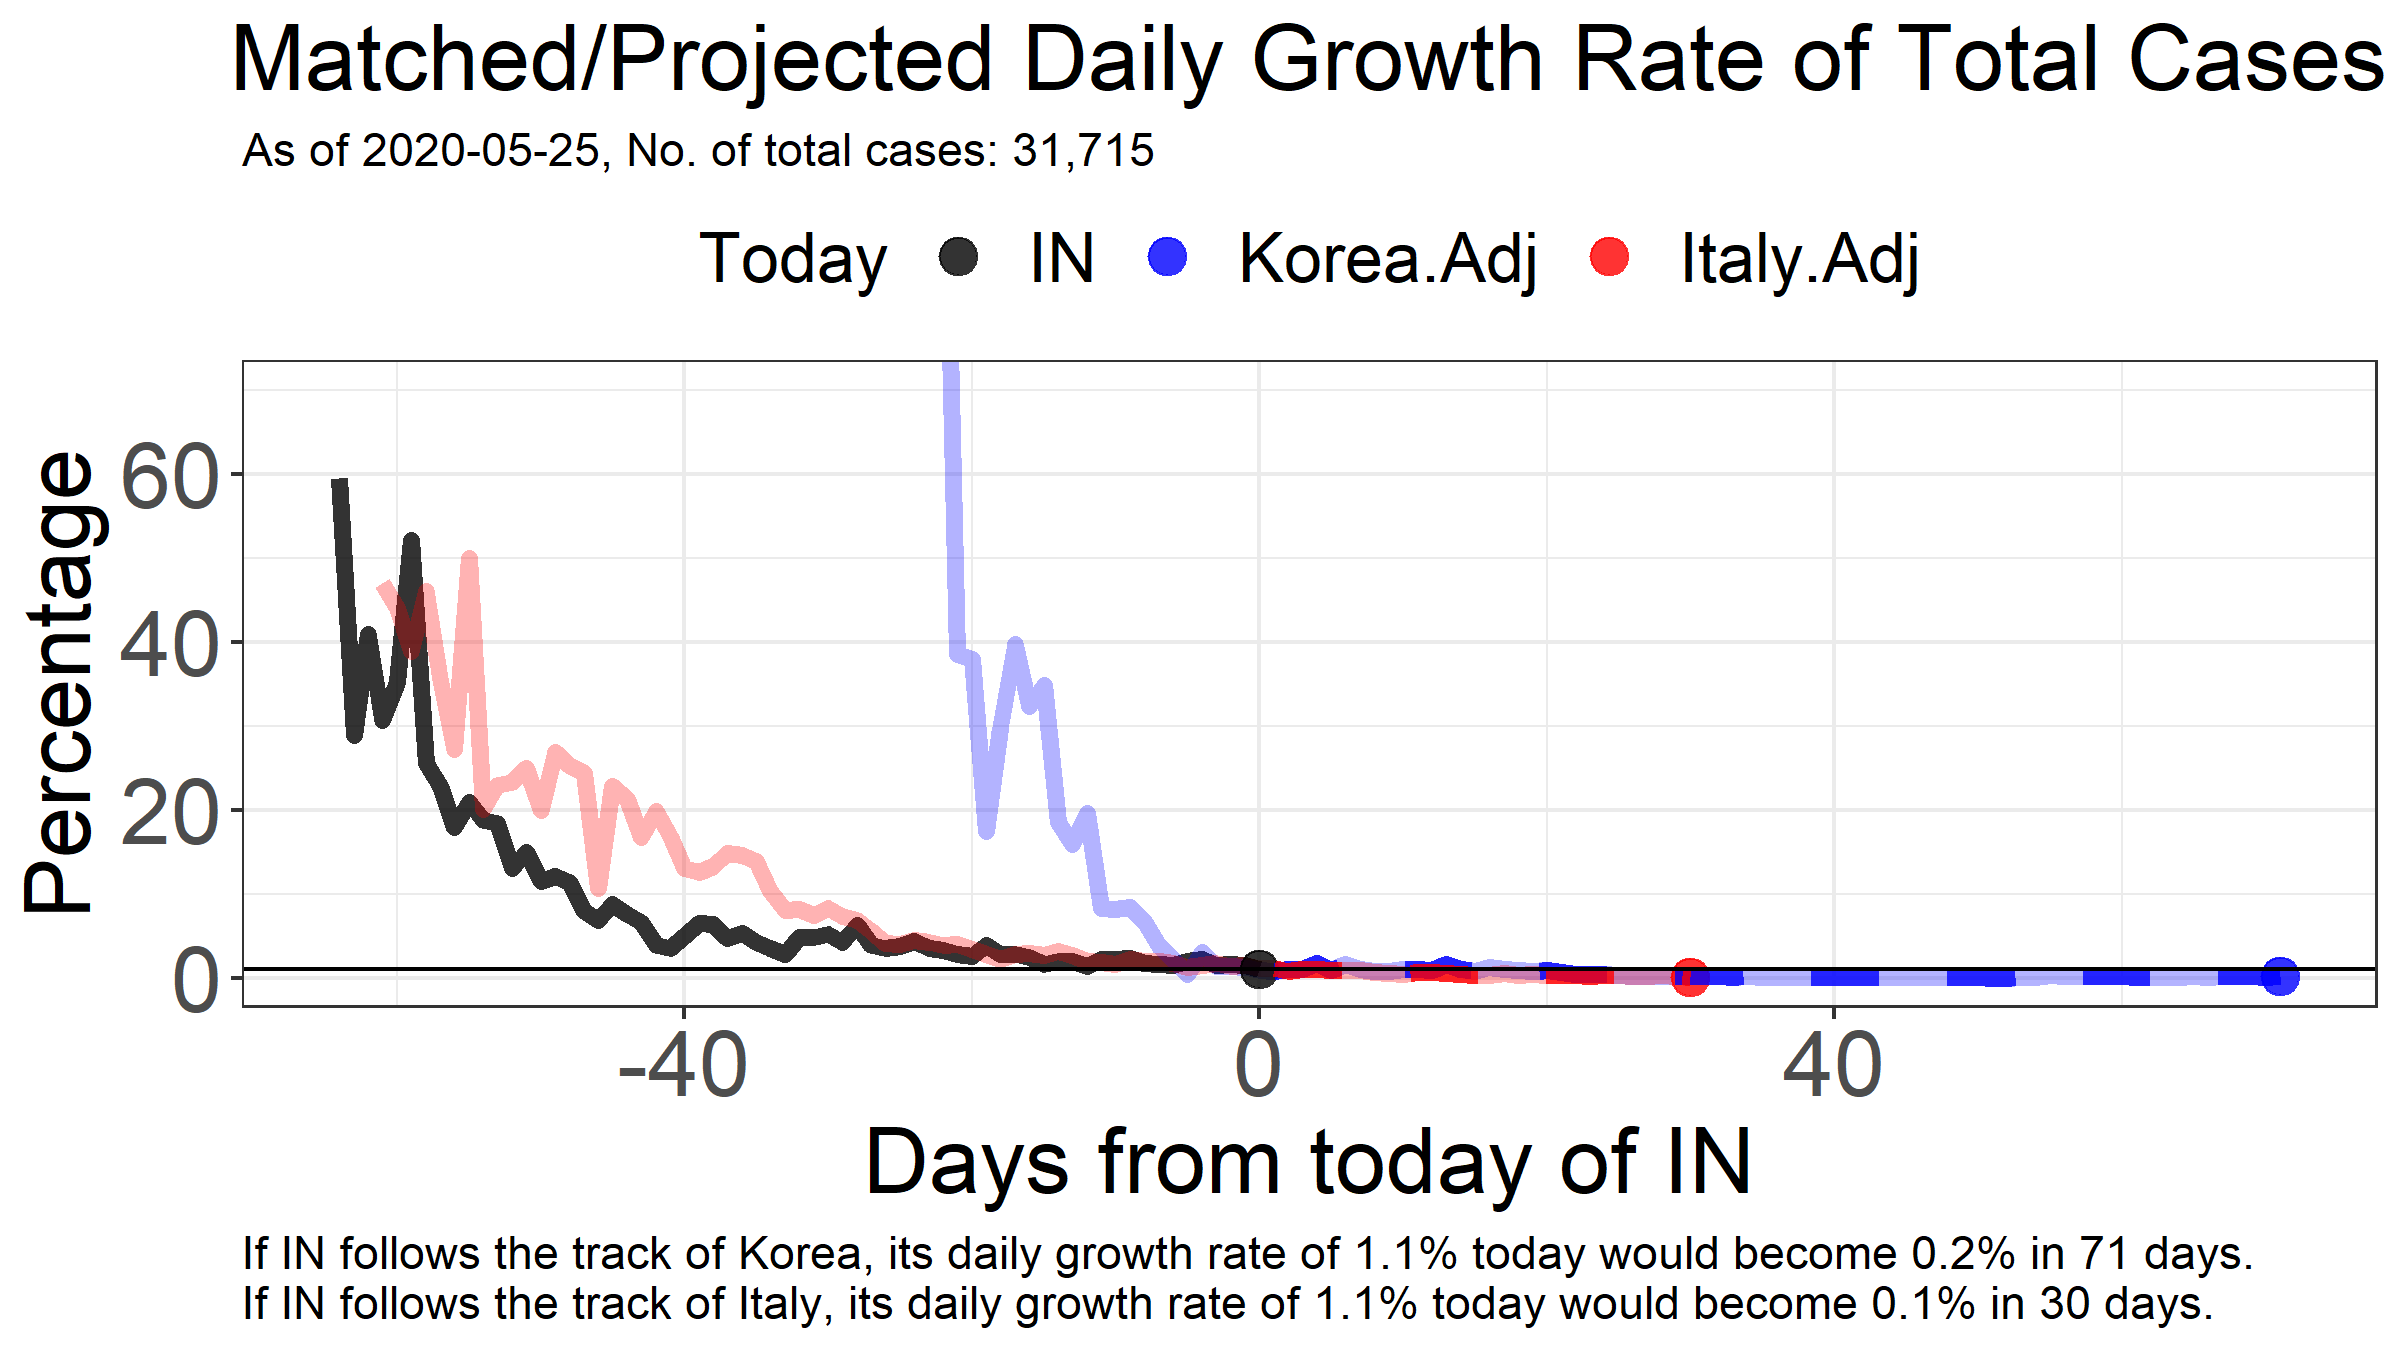 Matched/Projected Daily Growth Rate of Total Cases
As of 2020-05-25, No. of total cases: 31,715
Today IN Korea.Adj Italy.Adj
Percentage
60
40
20
0
-40 0 40
Days from today of IN
If IN follows the track of Korea, its daily growth rate of 1.1% today would become 0.2% in 71 days.
If IN follows the track of Italy, its daily growth rate of 1.1% today would become 0.1% in 30 days.